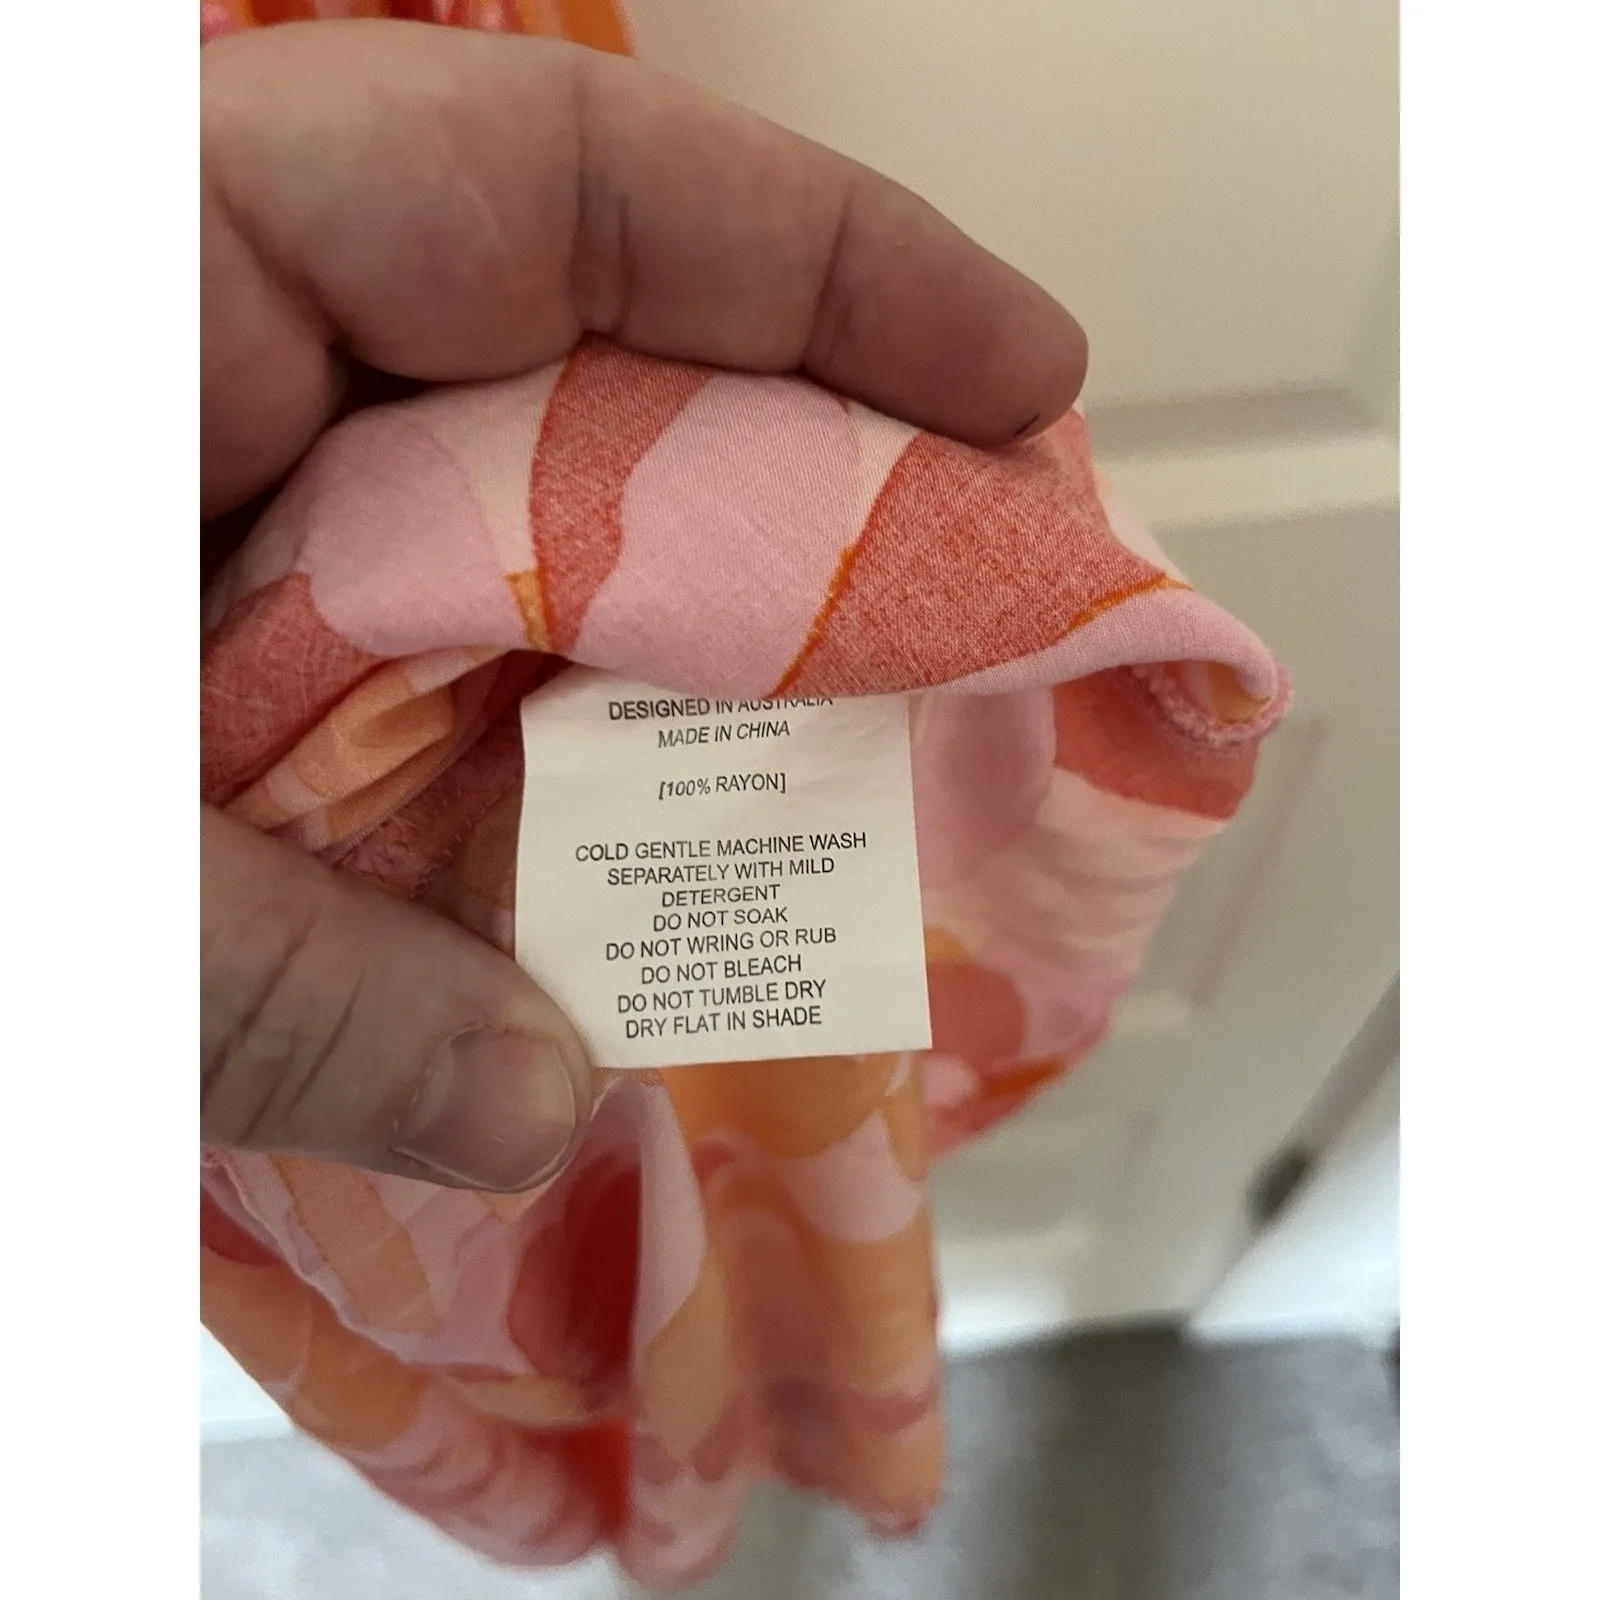 DESIGNED IN AUSTRALIA
MADE IN CHINA
[100% RAYON]
COLD GENTLE MACHINE WASH
SEPARATELY WITH MILD
DETERGENT
DO NOT SOAK
DO NOT WRING OR RUB
DO NOT BLEACH
DO NOT TUMBLE DRY
DRY FLAT IN SHADE